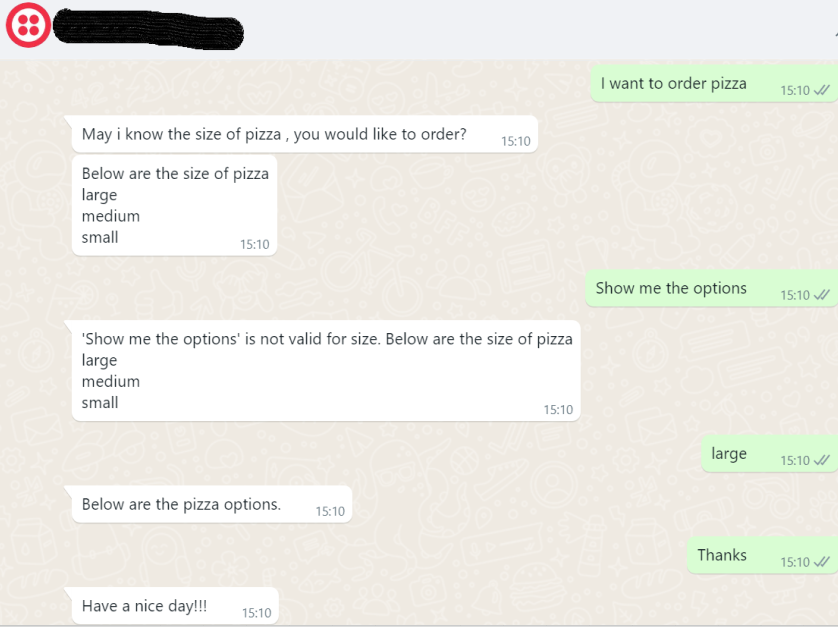 I want to order pizza 15:10
May i know the size of pizza , you would like to order? 15:10
Below are the size of pizza
large
medium
small 15:10
Show me the options 15:10
'Show me the options' is not valid for size. Below are the size of pizza
large
medium
small 15:10
large 15:10
Below are the pizza options. 15:10
Thanks 15:10
Have a nice day!!! 15:10